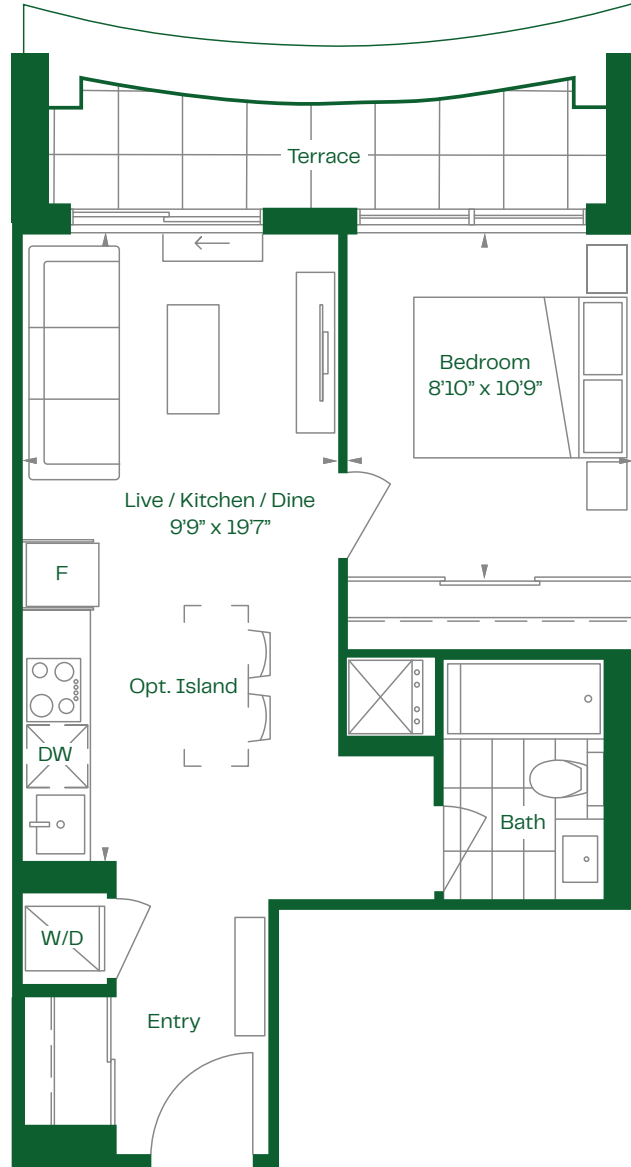 Terrace
Bedroom
8'10" x 10'9"
Live / Kitchen / Dine
9'9" x 19'7"
F
Opt. Island
DW
Bath
W/D
Entry